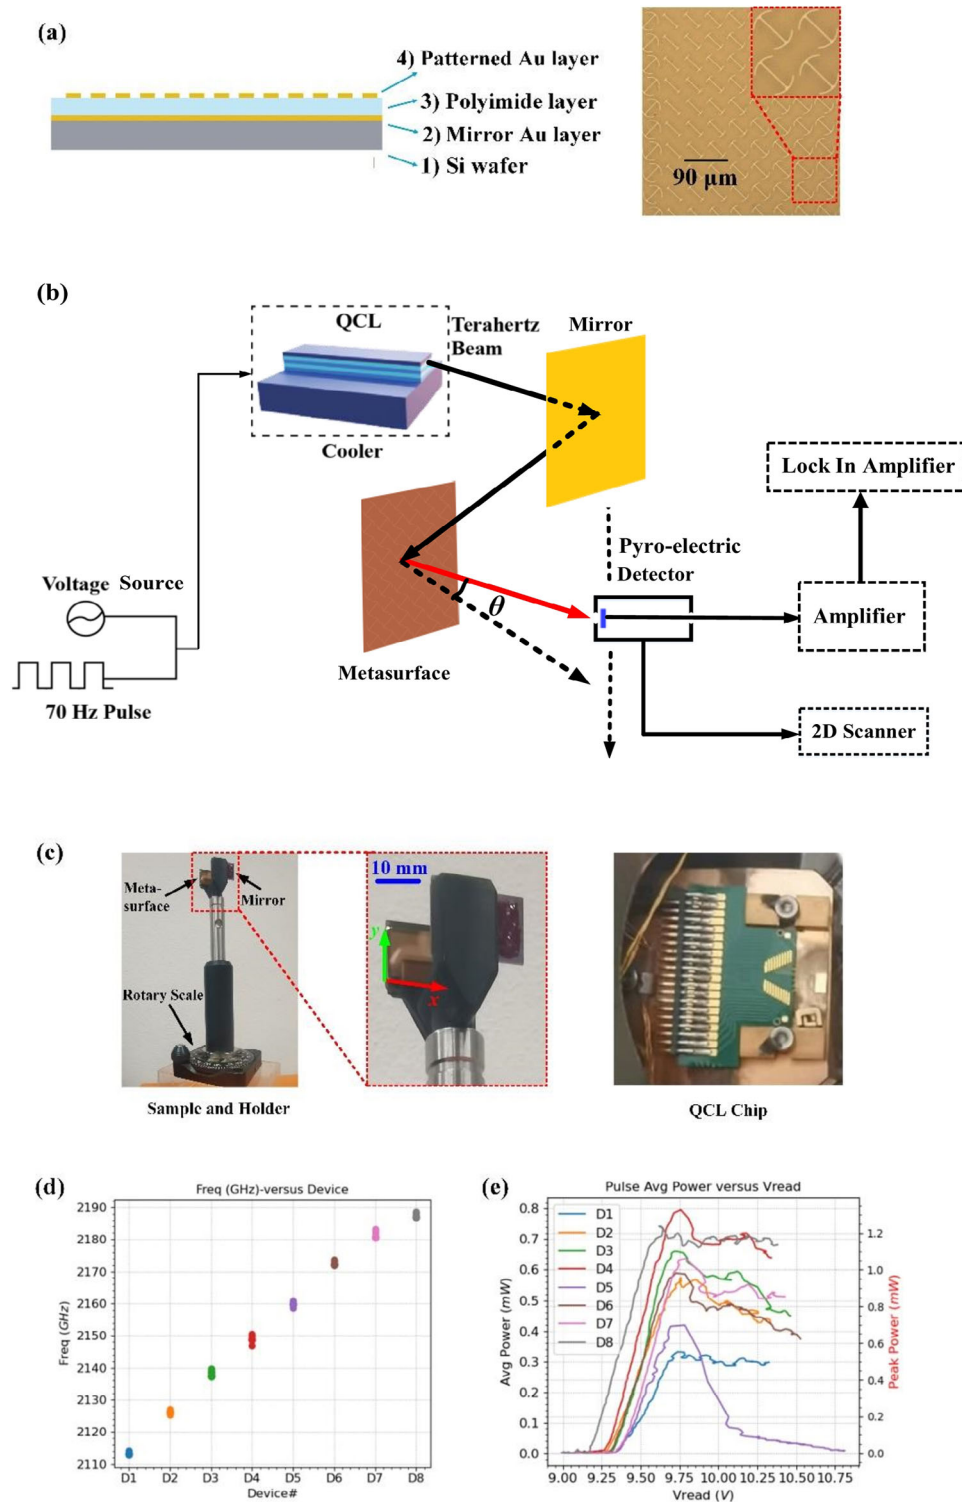 (a)
4) Patterned Au layer
3) Polyimide layer
2) Mirror Au layer
1) Si wafer
90 μm
(b)
QCL
Terahertz
Beam
Mirror
Cooler
Lock In Amplifier
Pyro-electric
Detector
Voltage Source
θ
Amplifier
Metasurface
70 Hz Pulse
2D Scanner
(c)
Meta-
surface
Mirror
Rotary Scale
10 mm
y
x
Sample and Holder
QCL Chip
(d)
Freq (GHz)-versus Device
Freq (GHz)
2190
2180
2170
2160
2150
2140
2130
2120
2110
D1 D2 D3 D4 D5 D6 D7 D8
Device#
(e)
Pulse Avg Power versus Vread
Avg Power (mW)
0.8
0.7
0.6
0.5
0.4
0.3
0.2
0.1
0.0
D1
D2
D3
D4
D5
D6
D7
D8
1.2
1.0
0.8
0.6
0.4
0.2
0.0
Peak Power (mW)
9.00 9.25 9.50 9.75 10.00 10.25 10.50 10.75
Vread (V)